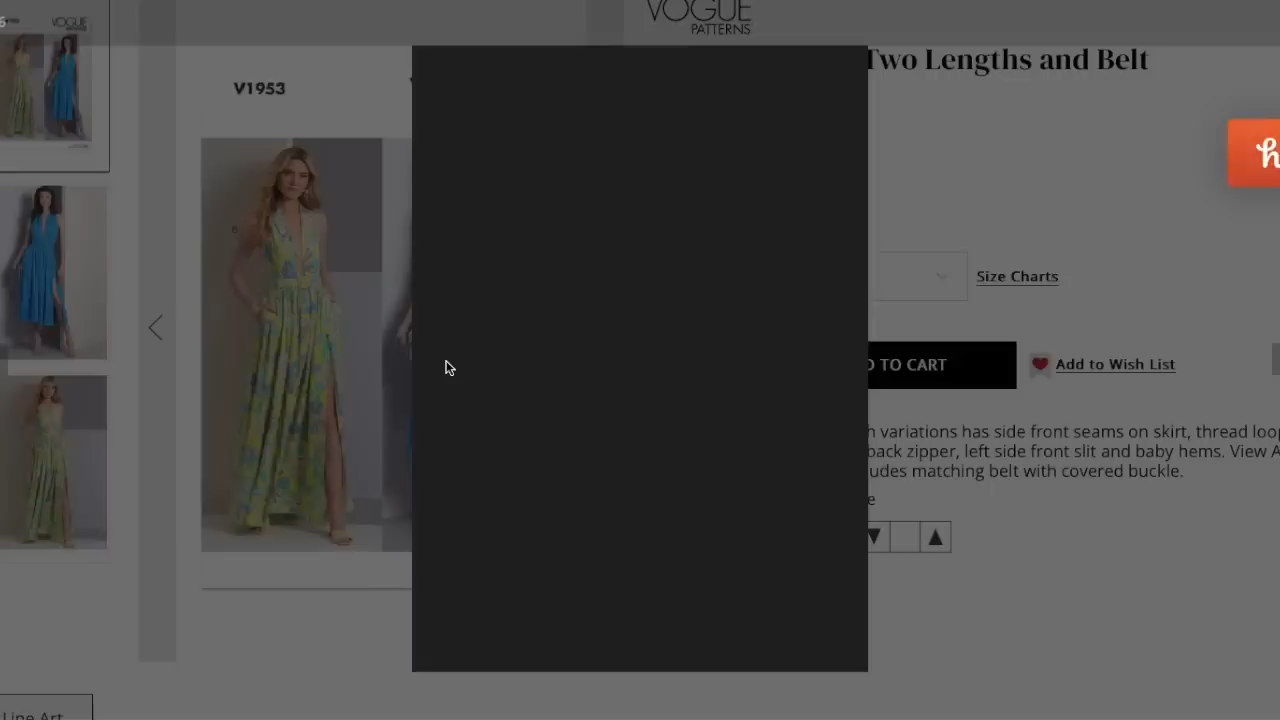 VOGUE
PATTERNS
VOGUE
Two Lengths and Belt
V1953
Size Charts
TO CART
Add to Wish List
variations has side front seams on skirt, thread
back zipper, left side front slit and baby hems. View A
matching belt with covered buckle.
Line Art